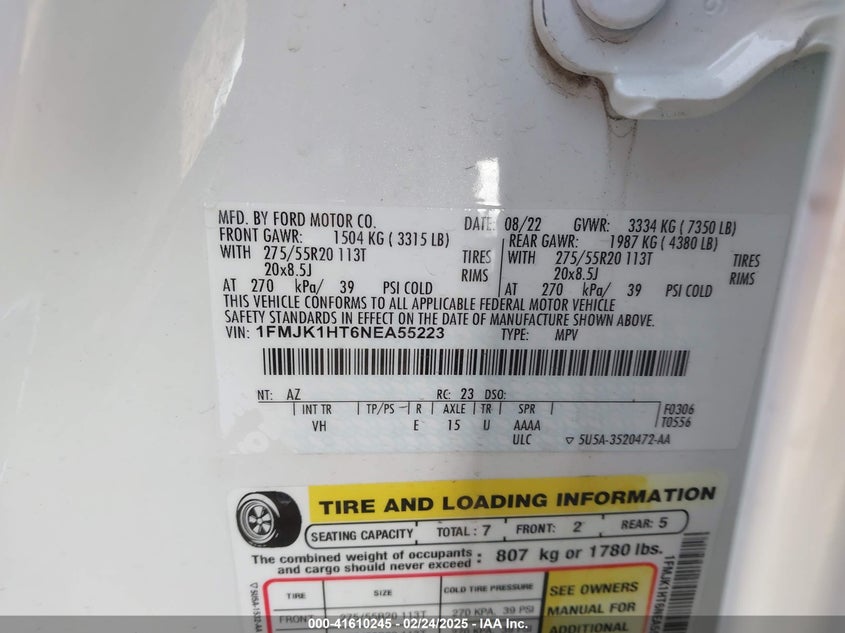 MFD. BY FORD MOTOR CO. DATE: 08/22 GVWR: 3334 KG ( 7350 LB)
FRONT GAWR: 1504 KG ( 3315 LB) REAR GAWR: 1987 KG ( 4380 LB)
WITH 275/55R20 113T TIRES WITH 275/55R20 113T TIRES
20x8.5J RIMS 20x8.5J RIMS
AT 270 kPa/ 39 PSI COLD AT 270 kPa/ 39 PSI COLD
THIS VEHICLE CONFORMS TO ALL APPLICABLE FEDERAL MOTOR VEHICLE
SAFETY STANDARDS IN EFFECT ON THE DATE OF MANUFACTURE SHOWN ABOVE.
VIN: 1FMJK1HT6NEA55223 TYPE: MPV
NT: AZ RC: 23 DSO:
INT TR TP/PS R AXLE TR SPR F0306
VH E 15 U AAAA T0556
ULC 5U5A-3520472-AA
TIRE AND LOADING INFORMATION
SEATING CAPACITY TOTAL : 7 FRONT: 2 REAR: 5
The combined weight of occupants and cargo should never exceed : 807 kg or 1780 lbs.
TIRE SIZE COLD TIRE PRESSURE SEE OWNERS
FRONT 275/55R20 113T 270 KPA, 39 PSI MANUAL FOR
ADDITIONAL
000-41610245 - 02/24/2025 - IAA Inc.